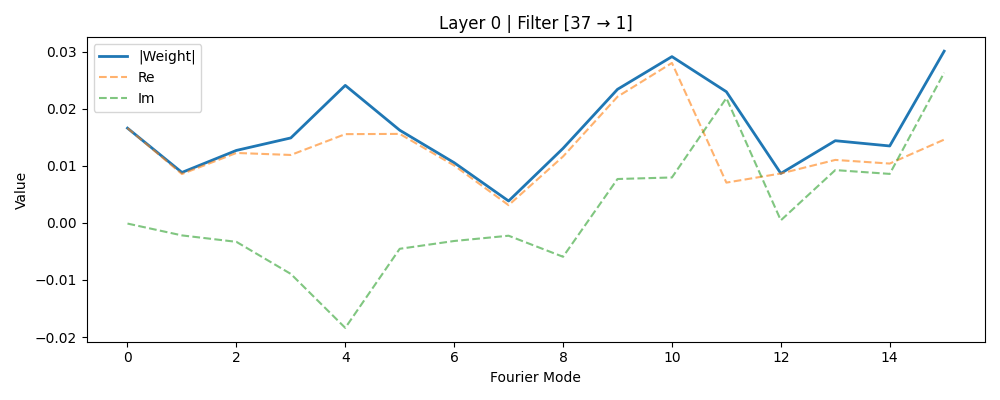 Layer 0 | Filter [37 → 1]
|Weight|
Re
Im
Value
0.03
0.02
0.01
0.00
−0.01
−0.02
0 2 4 6 8 10 12 14
Fourier Mode